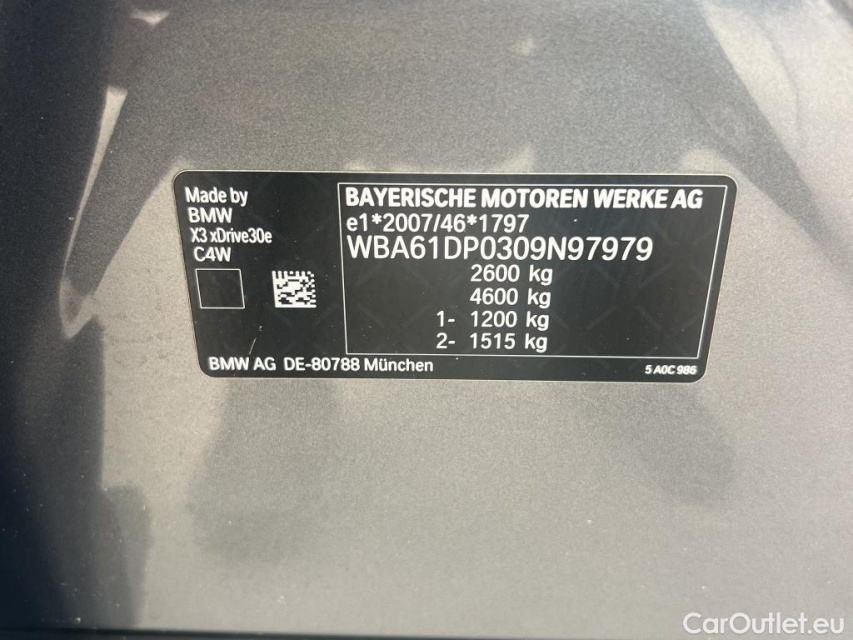 Made by
BMW
X3 xDrive30e
C4W
BAYERISCHE MOTOREN WERKE AG
e1*2007/46*1797
WBA61DP0309N97979
2600 kg
4600 kg
1- 1200 kg
2- 1515 kg
BMW AG DE-80788 München
5 A0C 986
CarOutlet.eu